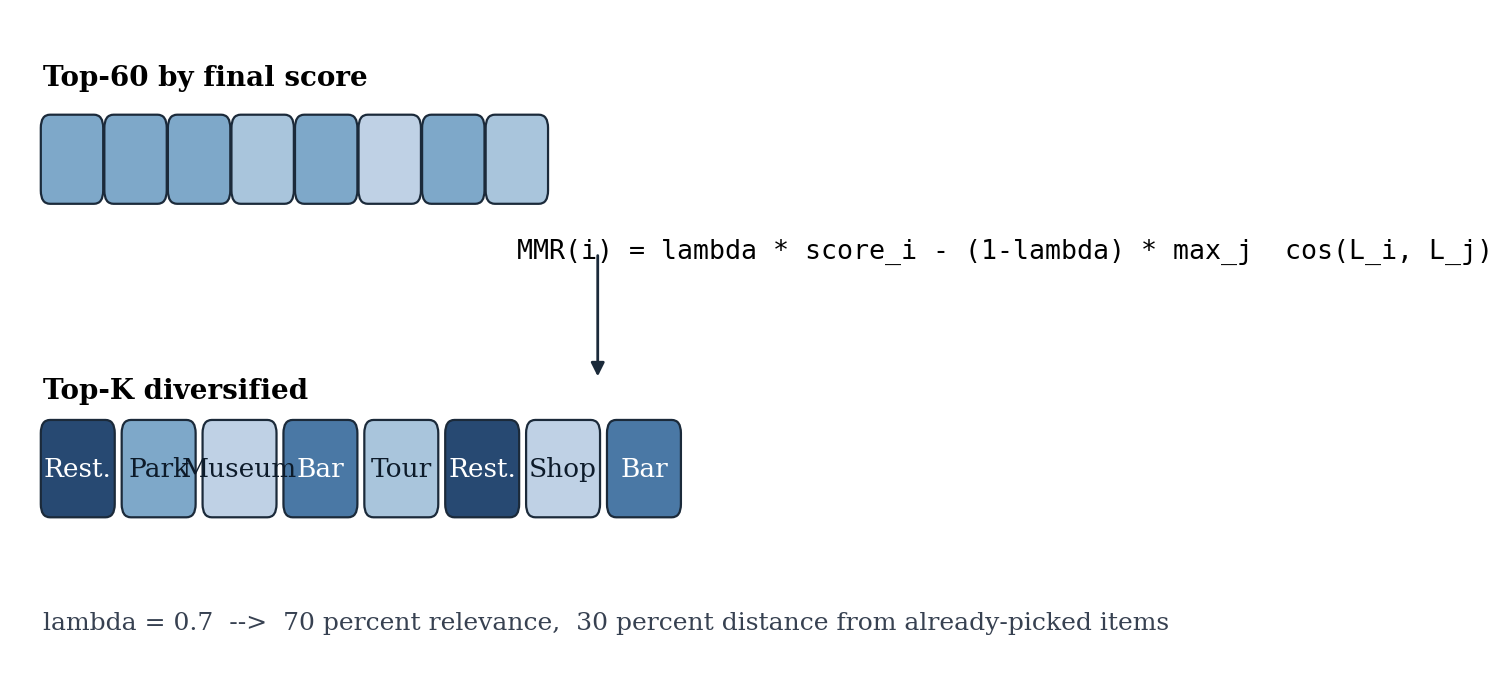 Top-60 by final score
MMR(i) = lambda * score_i - (1-lambda) * max_j  cos(L_i, L_j)
Top-K diversified
Rest. Park Museum Bar Tour Rest. Shop Bar
lambda = 0.7  -->  70 percent relevance,  30 percent distance from already-picked items